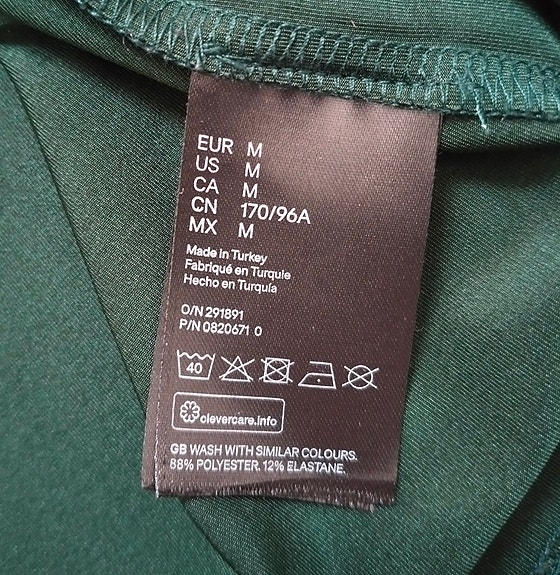 EUR M
US M
CA M
CN 170/96A
MX M
Made in Turkey
Fabriqué en Turquie
Hecho en Turquía
O/N 291891
P/N 0820671 0
40
clevercare.info
GB WASH WITH SIMILAR COLOURS.
88% POLYESTER. 12% ELASTANE.